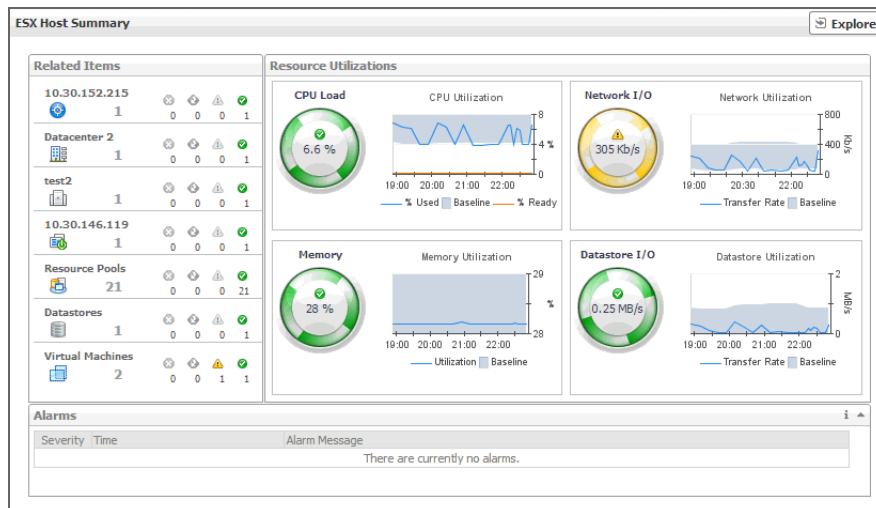 ESX Host Summary
Explore
Related Items
10.30.152.215
1
0 0 0 1
Datacenter 2
1
0 0 0 1
test2
1
0 0 0 1
10.30.146.119
1
0 0 0 1
Resource Pools
21
0 0 0 21
Datastores
1
0 0 0 1
Virtual Machines
2
0 0 1 1
Resource Utilizations
CPU Load
6.6 %
CPU Utilization
8
4 %
0
19:00 20:00 21:00 22:00
% Used Baseline % Ready
Network I/O
305 Kb/s
Network Utilization
800
400 Kb/s
0
19:00 20:30 22:00
Transfer Rate Baseline
Memory
28 %
Memory Utilization
29
%
28
19:00 20:00 21:00 22:00
Utilization Baseline
Datastore I/O
0.25 MB/s
Datastore Utilization
2
1 MB/s
0
19:00 20:00 21:00 22:00
Transfer Rate Baseline
Alarms
i
Severity Time Alarm Message
There are currently no alarms.